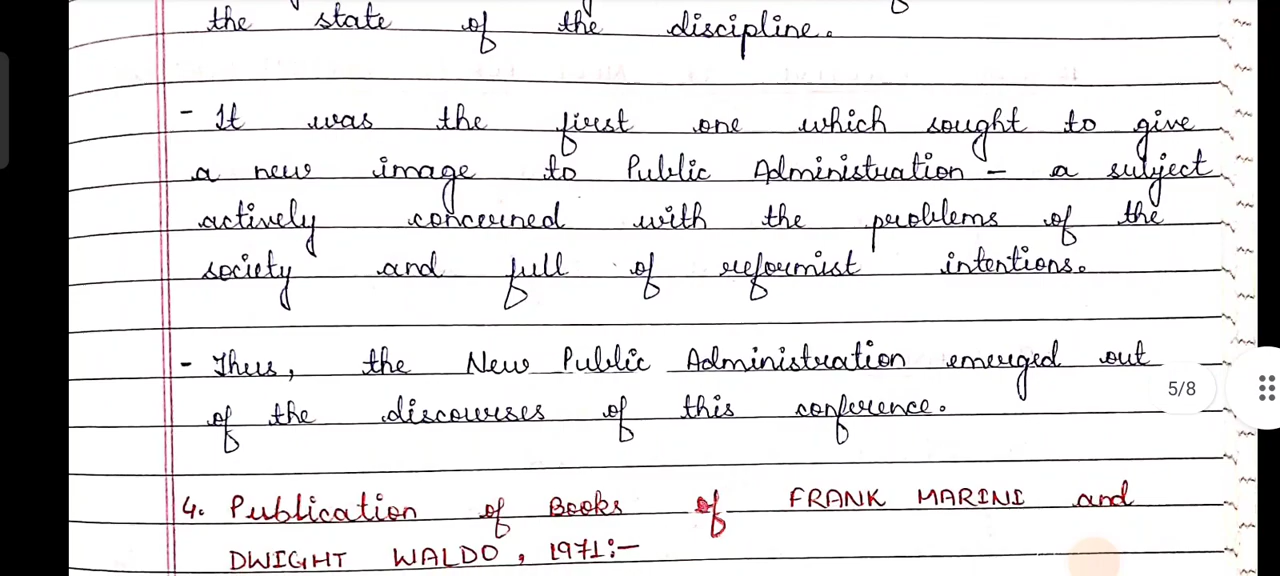 the state of the discipline.
- It was the first one which sought to give
a new image to Public Administration - a subject
actively concerned with the problems of the
society and full of reformist intentions.
- Thus, the New Public Administration emerged out
of the discourses of this conference.
5/8
4. Publication of Books of FRANK MARINI and
DWIGHT WALDO, 1971:-